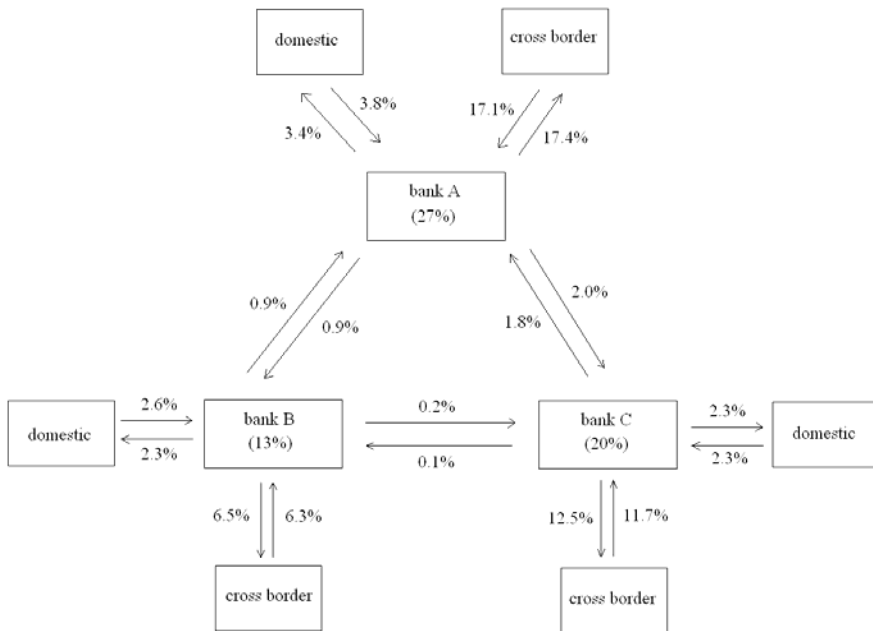 domestic
cross border
3.8%
3.4%
17.1%
17.4%
bank A
(27%)
0.9%
0.9%
2.0%
1.8%
2.6%
2.3%
domestic
bank B
(13%)
0.2%
0.1%
bank C
(20%)
2.3%
2.3%
domestic
6.5%
6.3%
12.5%
11.7%
cross border
cross border